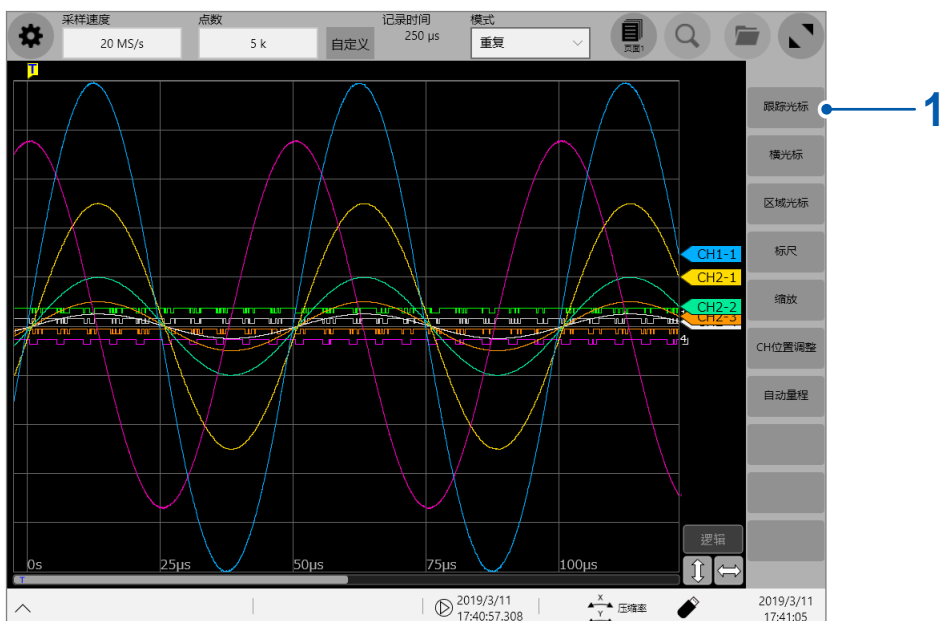 采样速度
点数
记录时间
模式
20 MS/s
5 k
自定义
250 μs
重复
页面1
T
跟踪光标
1
横光标
区域光标
标尺
缩放
CH位置调整
自动量程
CH1-1
CH2-1
CH2-2
CH2-3
4
逻辑
0s
25μs
50μs
75μs
100μs
T
2019/3/11
17:40:57.308
X
Y
压缩率
2019/3/11
17:41:05